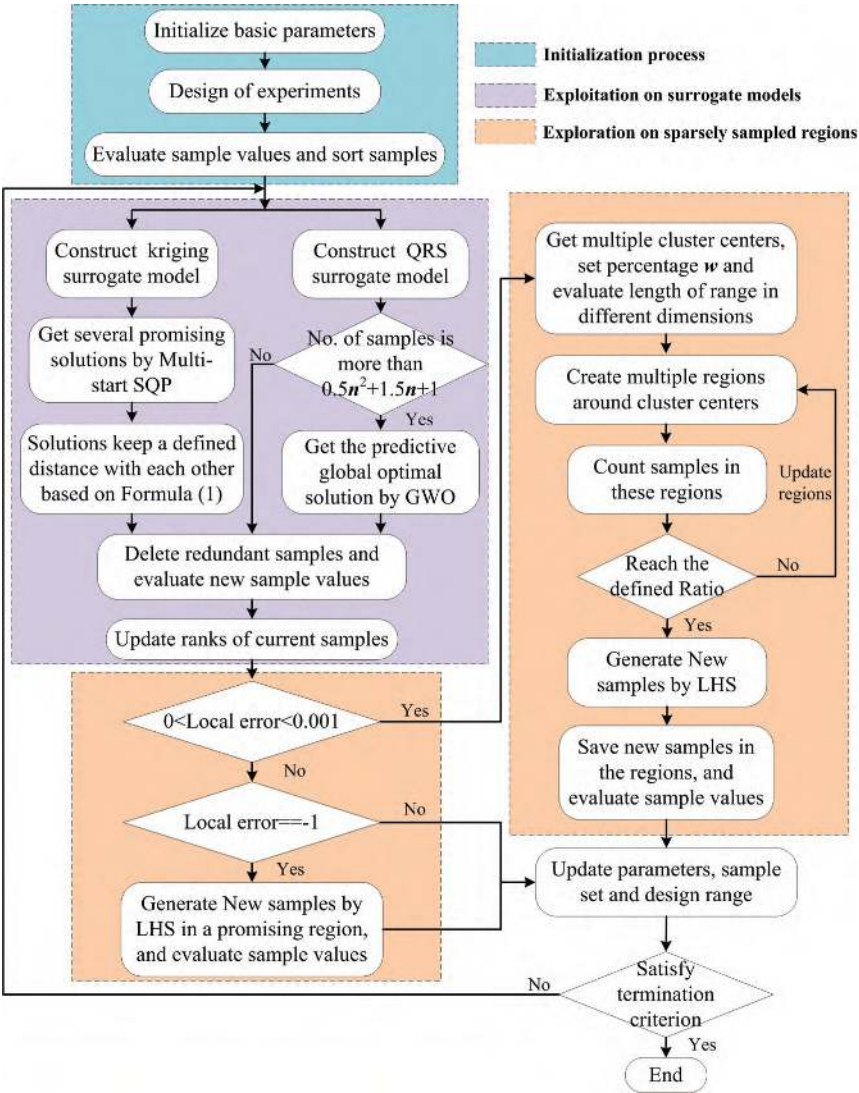 Initialize basic parameters
Design of experiments
Evaluate sample values and sort samples
Initialization process
Exploitation on surrogate models
Exploration on sparsely sampled regions
Construct kriging
surrogate model
Get several promising
solutions by Multi-
start SQP
Solutions keep a defined
distance with each other
based on Formula (1)
Construct QRS
surrogate model
No. of samples is
more than
0.5n²+1.5n+1
No
Yes
Get the predictive
global optimal
solution by GWO
Delete redundant samples and
evaluate new sample values
Update ranks of current samples
0<Local error<0.001
Yes
No
Local error==-1
No
Yes
Generate New samples by
LHS in a promising region,
and evaluate sample values
Get multiple cluster centers,
set percentage w and
evaluate length of range in
different dimensions
Create multiple regions
around cluster centers
Count samples in
these regions
Update
regions
Reach the
defined Ratio
No
Yes
Generate New
samples by LHS
Save new samples in
the regions, and
evaluate sample values
Update parameters, sample
set and design range
Satisfy
termination
criterion
No
Yes
End